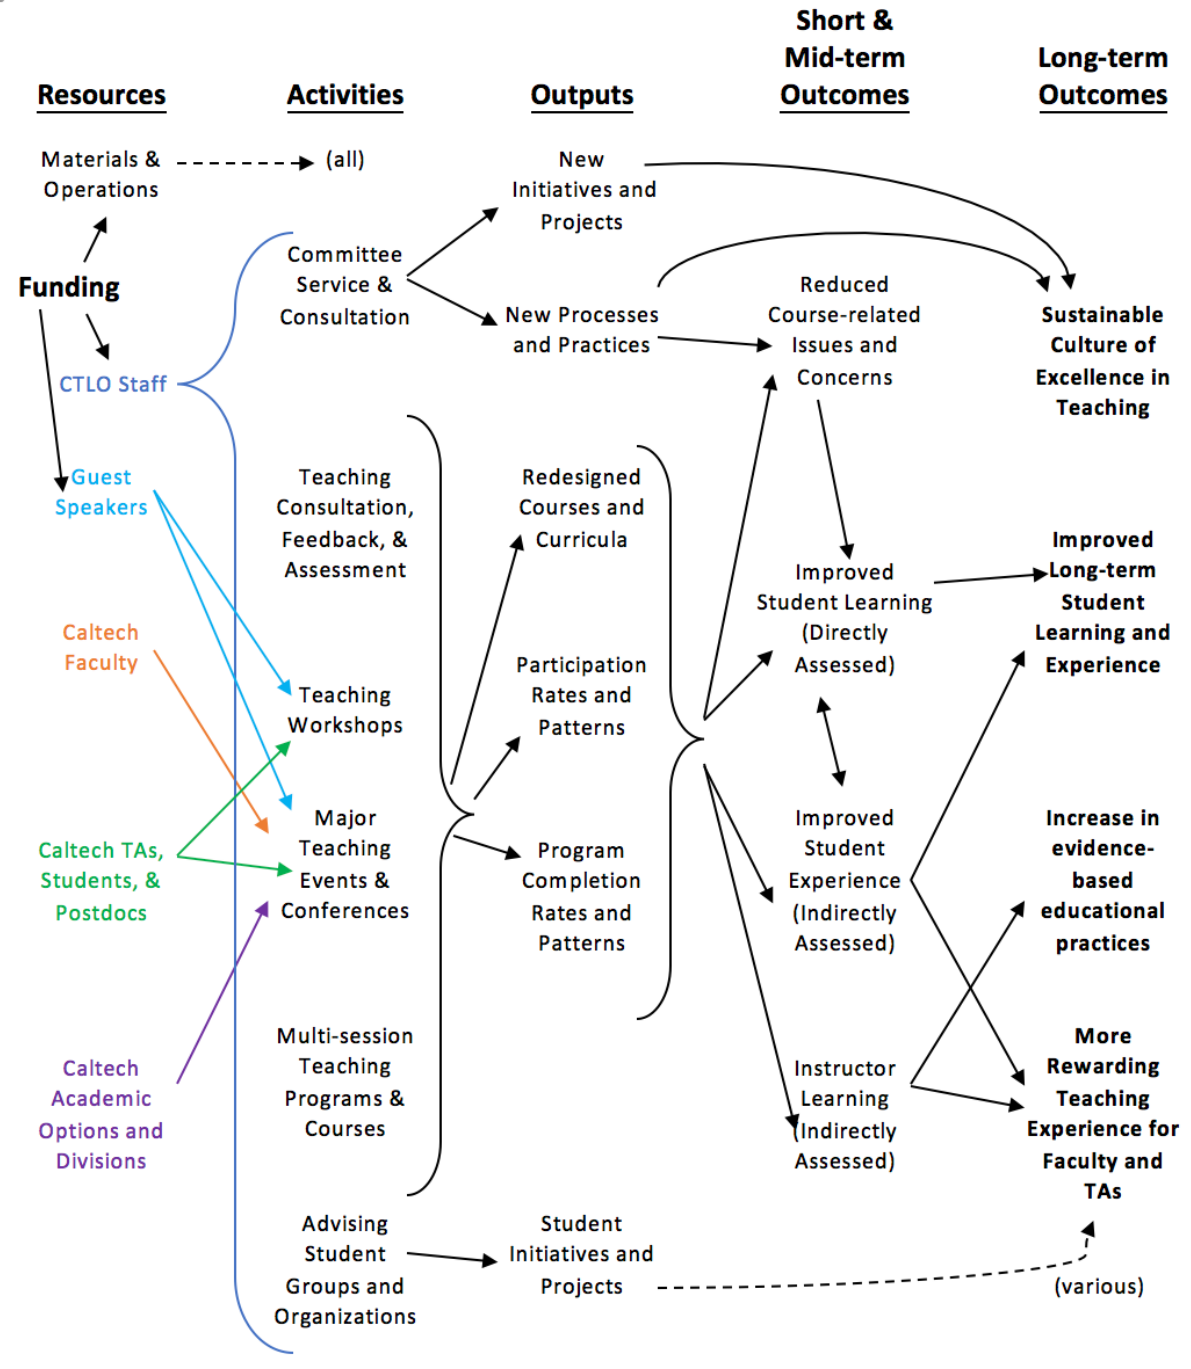 Resources
Activities
Outputs
Short &
Mid-term
Outcomes
Long-term
Outcomes
Materials &
Operations
Funding
CTLO Staff
Guest
Speakers
Caltech
Faculty
Caltech TAs,
Students, &
Postdocs
Caltech
Academic
Options and
Divisions
(all)
Committee
Service &
Consultation
Teaching
Consultation,
Feedback, &
Assessment
Teaching
Workshops
Major
Teaching
Events &
Conferences
Multi-session
Teaching
Programs &
Courses
Advising
Student
Groups and
Organizations
New
Initiatives and
Projects
New Processes
and Practices
Redesigned
Courses and
Curricula
Participation
Rates and
Patterns
Program
Completion
Rates and
Patterns
Student
Initiatives and
Projects
Reduced
Course-related
Issues and
Concerns
Improved
Student Learning
(Directly
Assessed)
Improved
Student
Experience
(Indirectly
Assessed)
Instructor
Learning
(Indirectly
Assessed)
Sustainable
Culture of
Excellence in
Teaching
Improved
Long-term
Student
Learning and
Experience
Increase in
evidence-
based
educational
practices
More
Rewarding
Teaching
Experience for
Faculty and
TAs
(various)